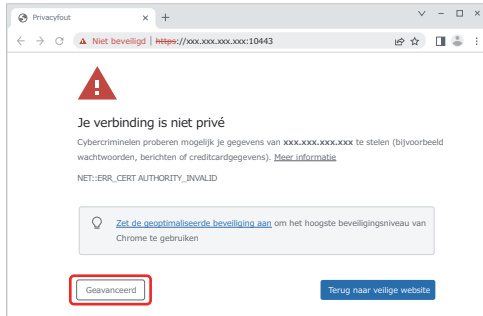 Privacyfout
Niet beveiligd | https://xxx.xxx.xxx.xxx:10443
Je verbinding is niet privé
Cybercriminelen proberen mogelijk je gegevens van xxx.xxx.xxx.xxx te stelen (bijvoorbeeld
wachtwoorden, berichten of creditcardgegevens). Meer informatie
NET::ERR_CERT AUTHORITY_INVALID
Zet de geoptimaliseerde beveiliging aan om het hoogste beveiligingsniveau van
Chrome te gebruiken
Geavanceerd
Terug naar veilige website